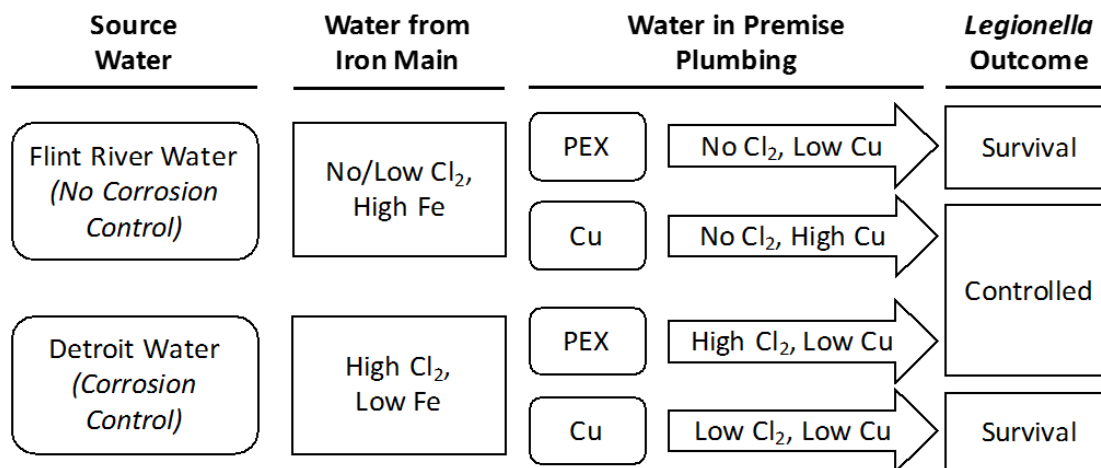 Source
Water
Water from
Iron Main
Water in Premise
Plumbing
Legionella
Outcome
Flint River Water
(No Corrosion
Control)
No/Low Cl₂,
High Fe
PEX
No Cl₂, Low Cu
Survival
Cu
No Cl₂, High Cu
Controlled
Detroit Water
(Corrosion
Control)
High Cl₂,
Low Fe
PEX
High Cl₂, Low Cu
Cu
Low Cl₂, Low Cu
Survival